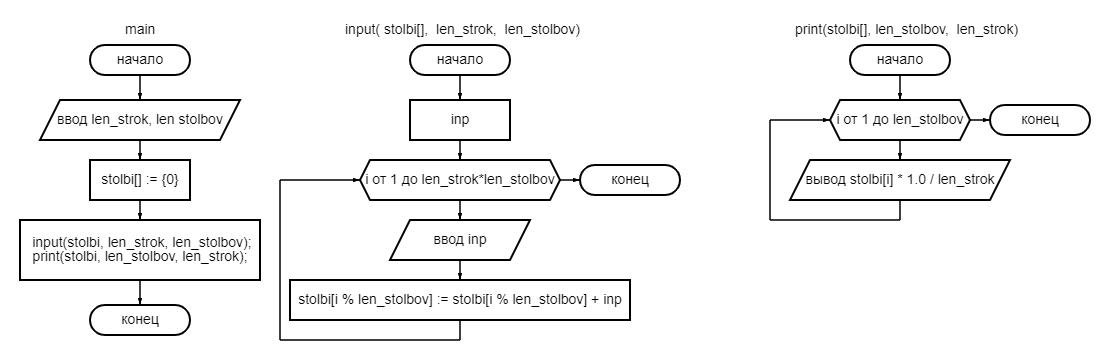 main
начало
ввод len_strok, len stolbov
stolbi[] := {0}
input(stolbi, len_strok, len_stolbov);
print(stolbi, len_stolbov, len_strok);
конец
input( stolbi[], len_strok, len_stolbov)
начало
inp
i от 1 до len_strok*len_stolbov
конец
ввод inp
stolbi[i % len_stolbov] := stolbi[i % len_stolbov] + inp
print(stolbi[], len_stolbov, len_strok)
начало
i от 1 до len_stolbov
конец
вывод stolbi[i] * 1.0 / len_strok